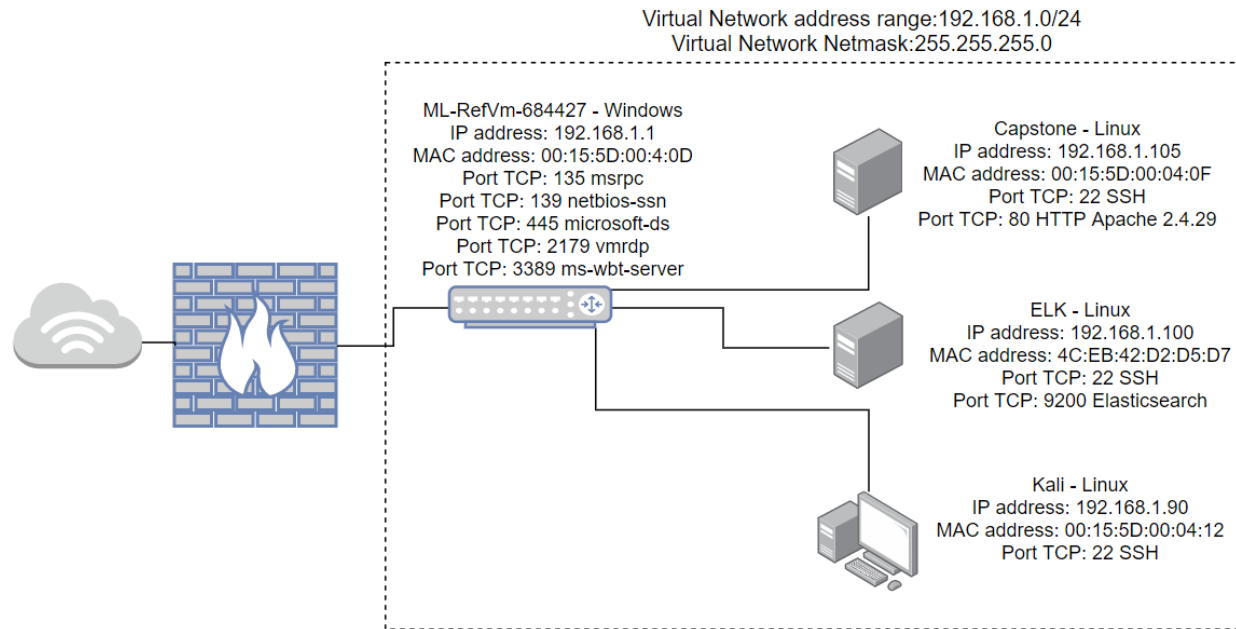 Virtual Network address range:192.168.1.0/24
Virtual Network Netmask:255.255.255.0
ML-RefVm-684427 - Windows
IP address: 192.168.1.1
MAC address: 00:15:5D:00:4:0D
Port TCP: 135 msrpc
Port TCP: 139 netbios-ssn
Port TCP: 445 microsoft-ds
Port TCP: 2179 vmrdp
Port TCP: 3389 ms-wbt-server
Capstone - Linux
IP address: 192.168.1.105
MAC address: 00:15:5D:00:04:0F
Port TCP: 22 SSH
Port TCP: 80 HTTP Apache 2.4.29
ELK - Linux
IP address: 192.168.1.100
MAC address: 4C:EB:42:D2:D5:D7
Port TCP: 22 SSH
Port TCP: 9200 Elasticsearch
Kali - Linux
IP address: 192.168.1.90
MAC address: 00:15:5D:00:04:12
Port TCP: 22 SSH